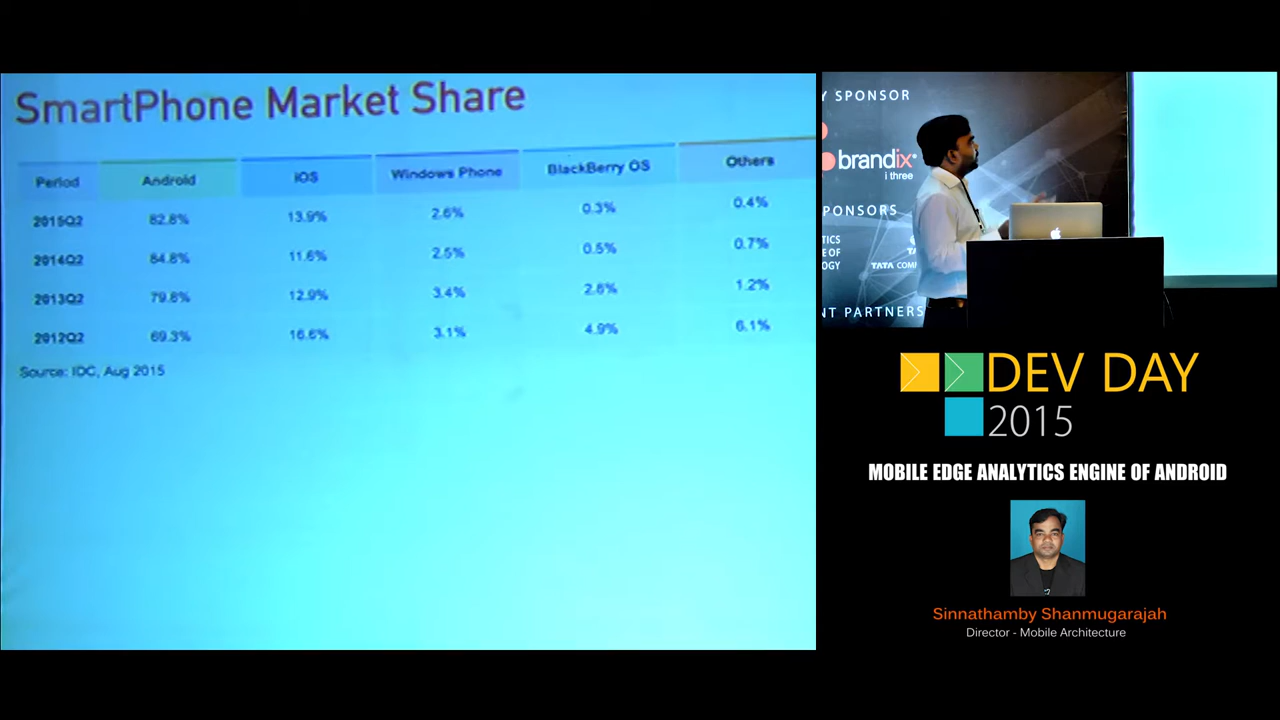 SmartPhone Market Share
Period Android iOS Windows Phone BlackBerry OS Others
2015Q2 82.8% 13.9% 2.6% 0.3% 0.4%
2014Q2 84.8% 11.6% 2.5% 0.5% 0.7%
2013Q2 79.8% 12.9% 3.4% 2.8% 1.2%
2012Q2 69.3% 16.6% 3.1% 4.9% 6.1%
Source: IDC, Aug 2015
Y SPONSOR
brandix
i three
SPONSORS
TICS
E OF
OGY
TATA COM
NT PARTNERS
DEV DAY
2015
MOBILE EDGE ANALYTICS ENGINE OF ANDROID
Sinnathamby Shanmugarajah
Director - Mobile Architecture